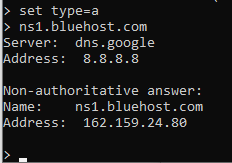 > set type=a
> ns1.bluehost.com
Server:  dns.google
Address:  8.8.8.8

Non-authoritative answer:
Name:    ns1.bluehost.com
Address:  162.159.24.80

>